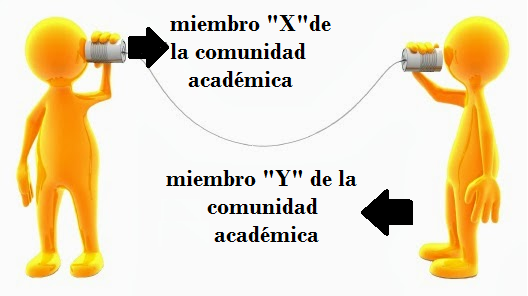 miembro "X"de
la comunidad
académica
miembro "Y" de la
comunidad
académica